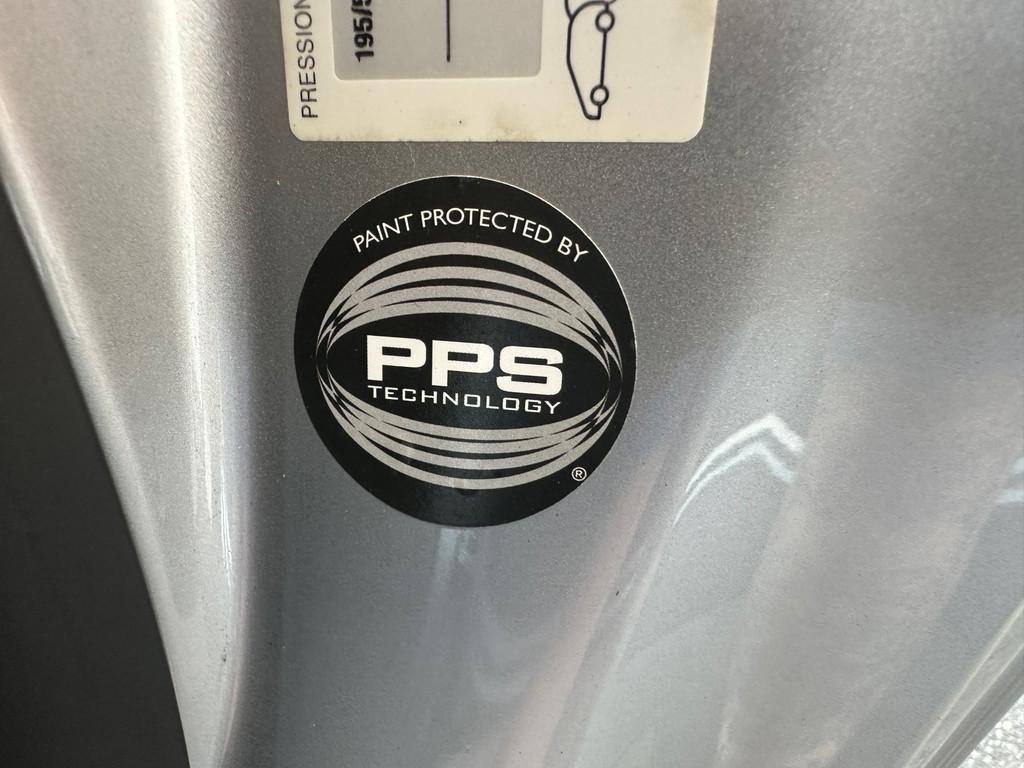 PRESSION
195/5
PAINT PROTECTED BY
PPS
TECHNOLOGY
®